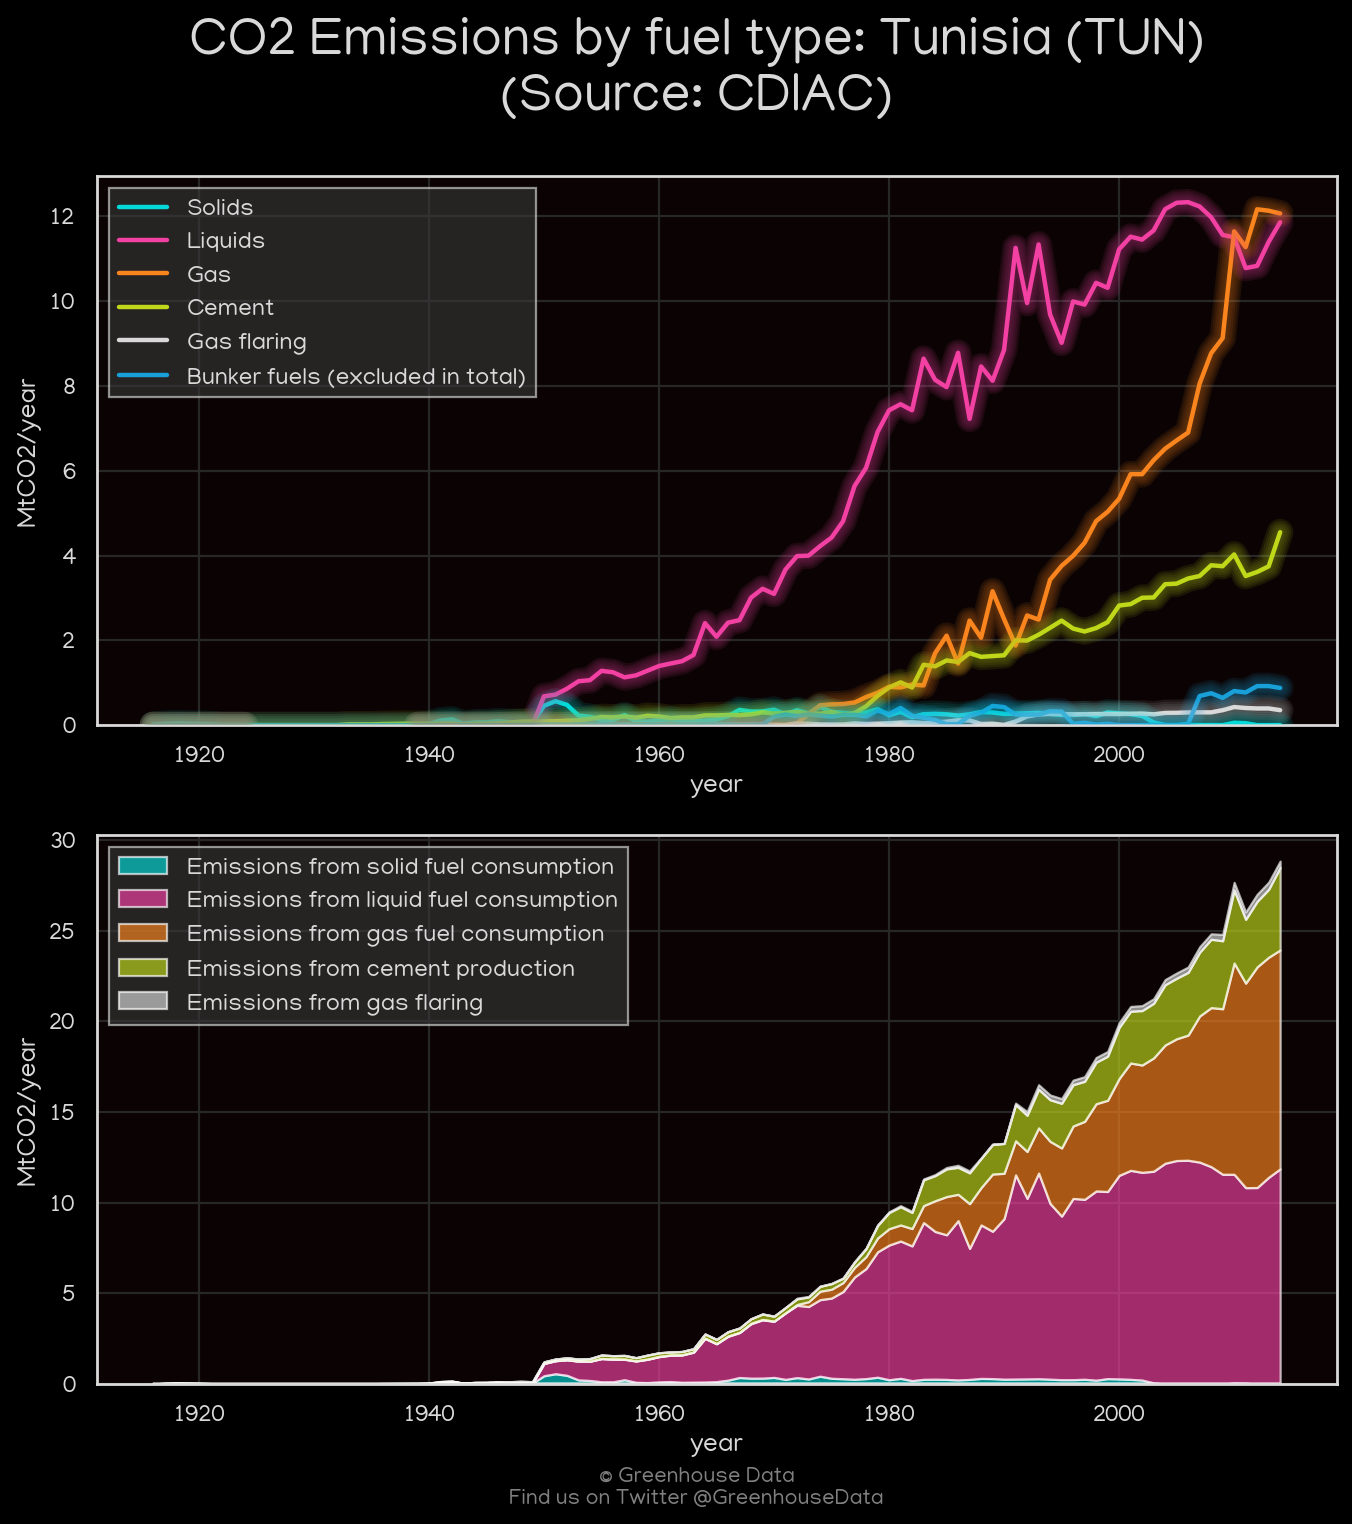 CO2 Emissions by fuel type: Tunisia (TUN)
(Source: CDIAC)
Solids
Liquids
Gas
Cement
Gas flaring
Bunker fuels (excluded in total)
MtCO2/year
12
10
8
6
4
2
0
1920 1940 1960 1980 2000
year
Emissions from solid fuel consumption
Emissions from liquid fuel consumption
Emissions from gas fuel consumption
Emissions from cement production
Emissions from gas flaring
MtCO2/year
30
25
20
15
10
5
0
1920 1940 1960 1980 2000
year
© Greenhouse Data
Find us on Twitter @GreenhouseData